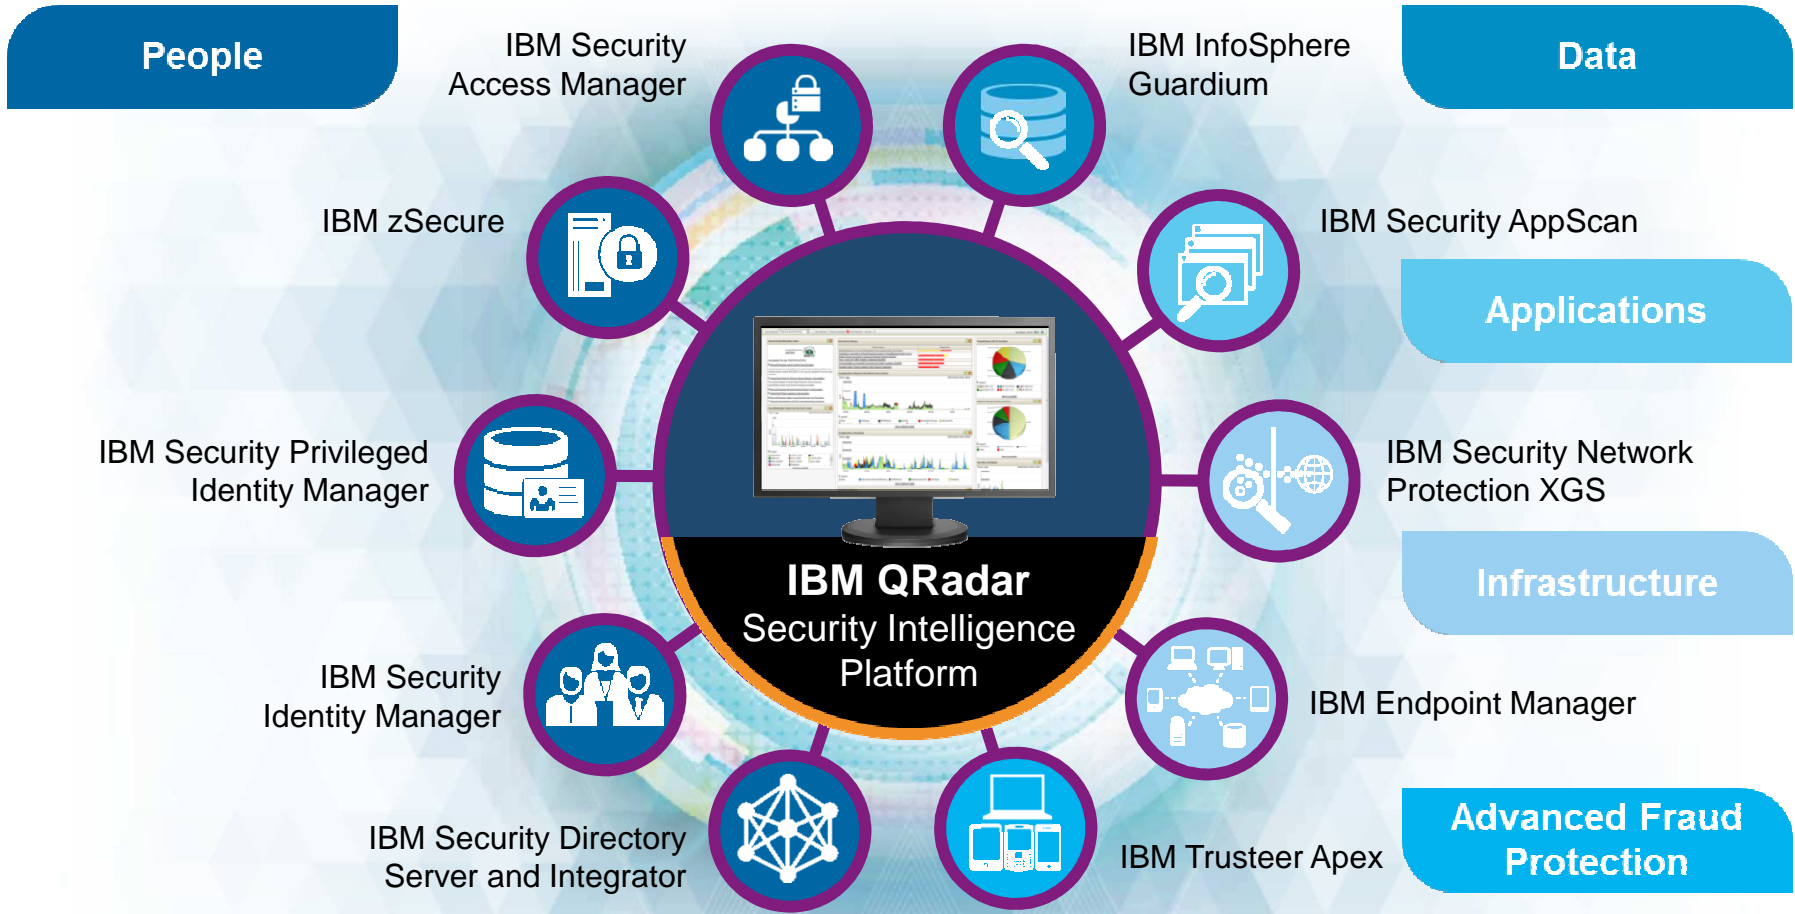 People
IBM Security
Access Manager
IBM InfoSphere
Guardium
Data
IBM zSecure
IBM Security AppScan
Applications
IBM Security Privileged
Identity Manager
IBM Security Network
Protection XGS
IBM QRadar
Security Intelligence
Platform
Infrastructure
IBM Security
Identity Manager
IBM Endpoint Manager
IBM Security Directory
Server and Integrator
IBM Trusteer Apex
Advanced Fraud
Protection